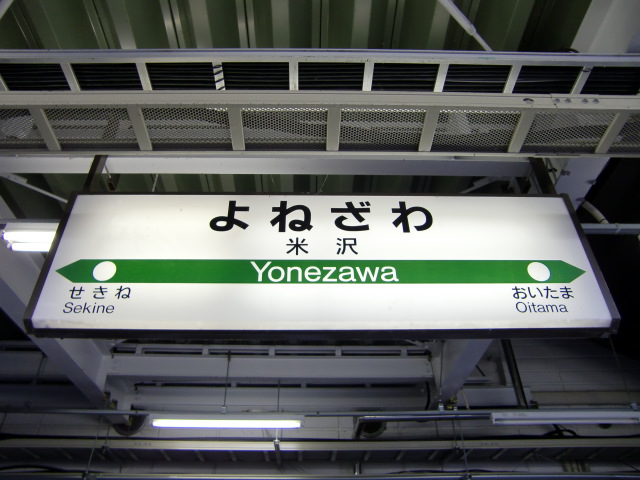 よねざわ
米沢
Yonezawa
せきね
Sekine
おいたま
Oitama